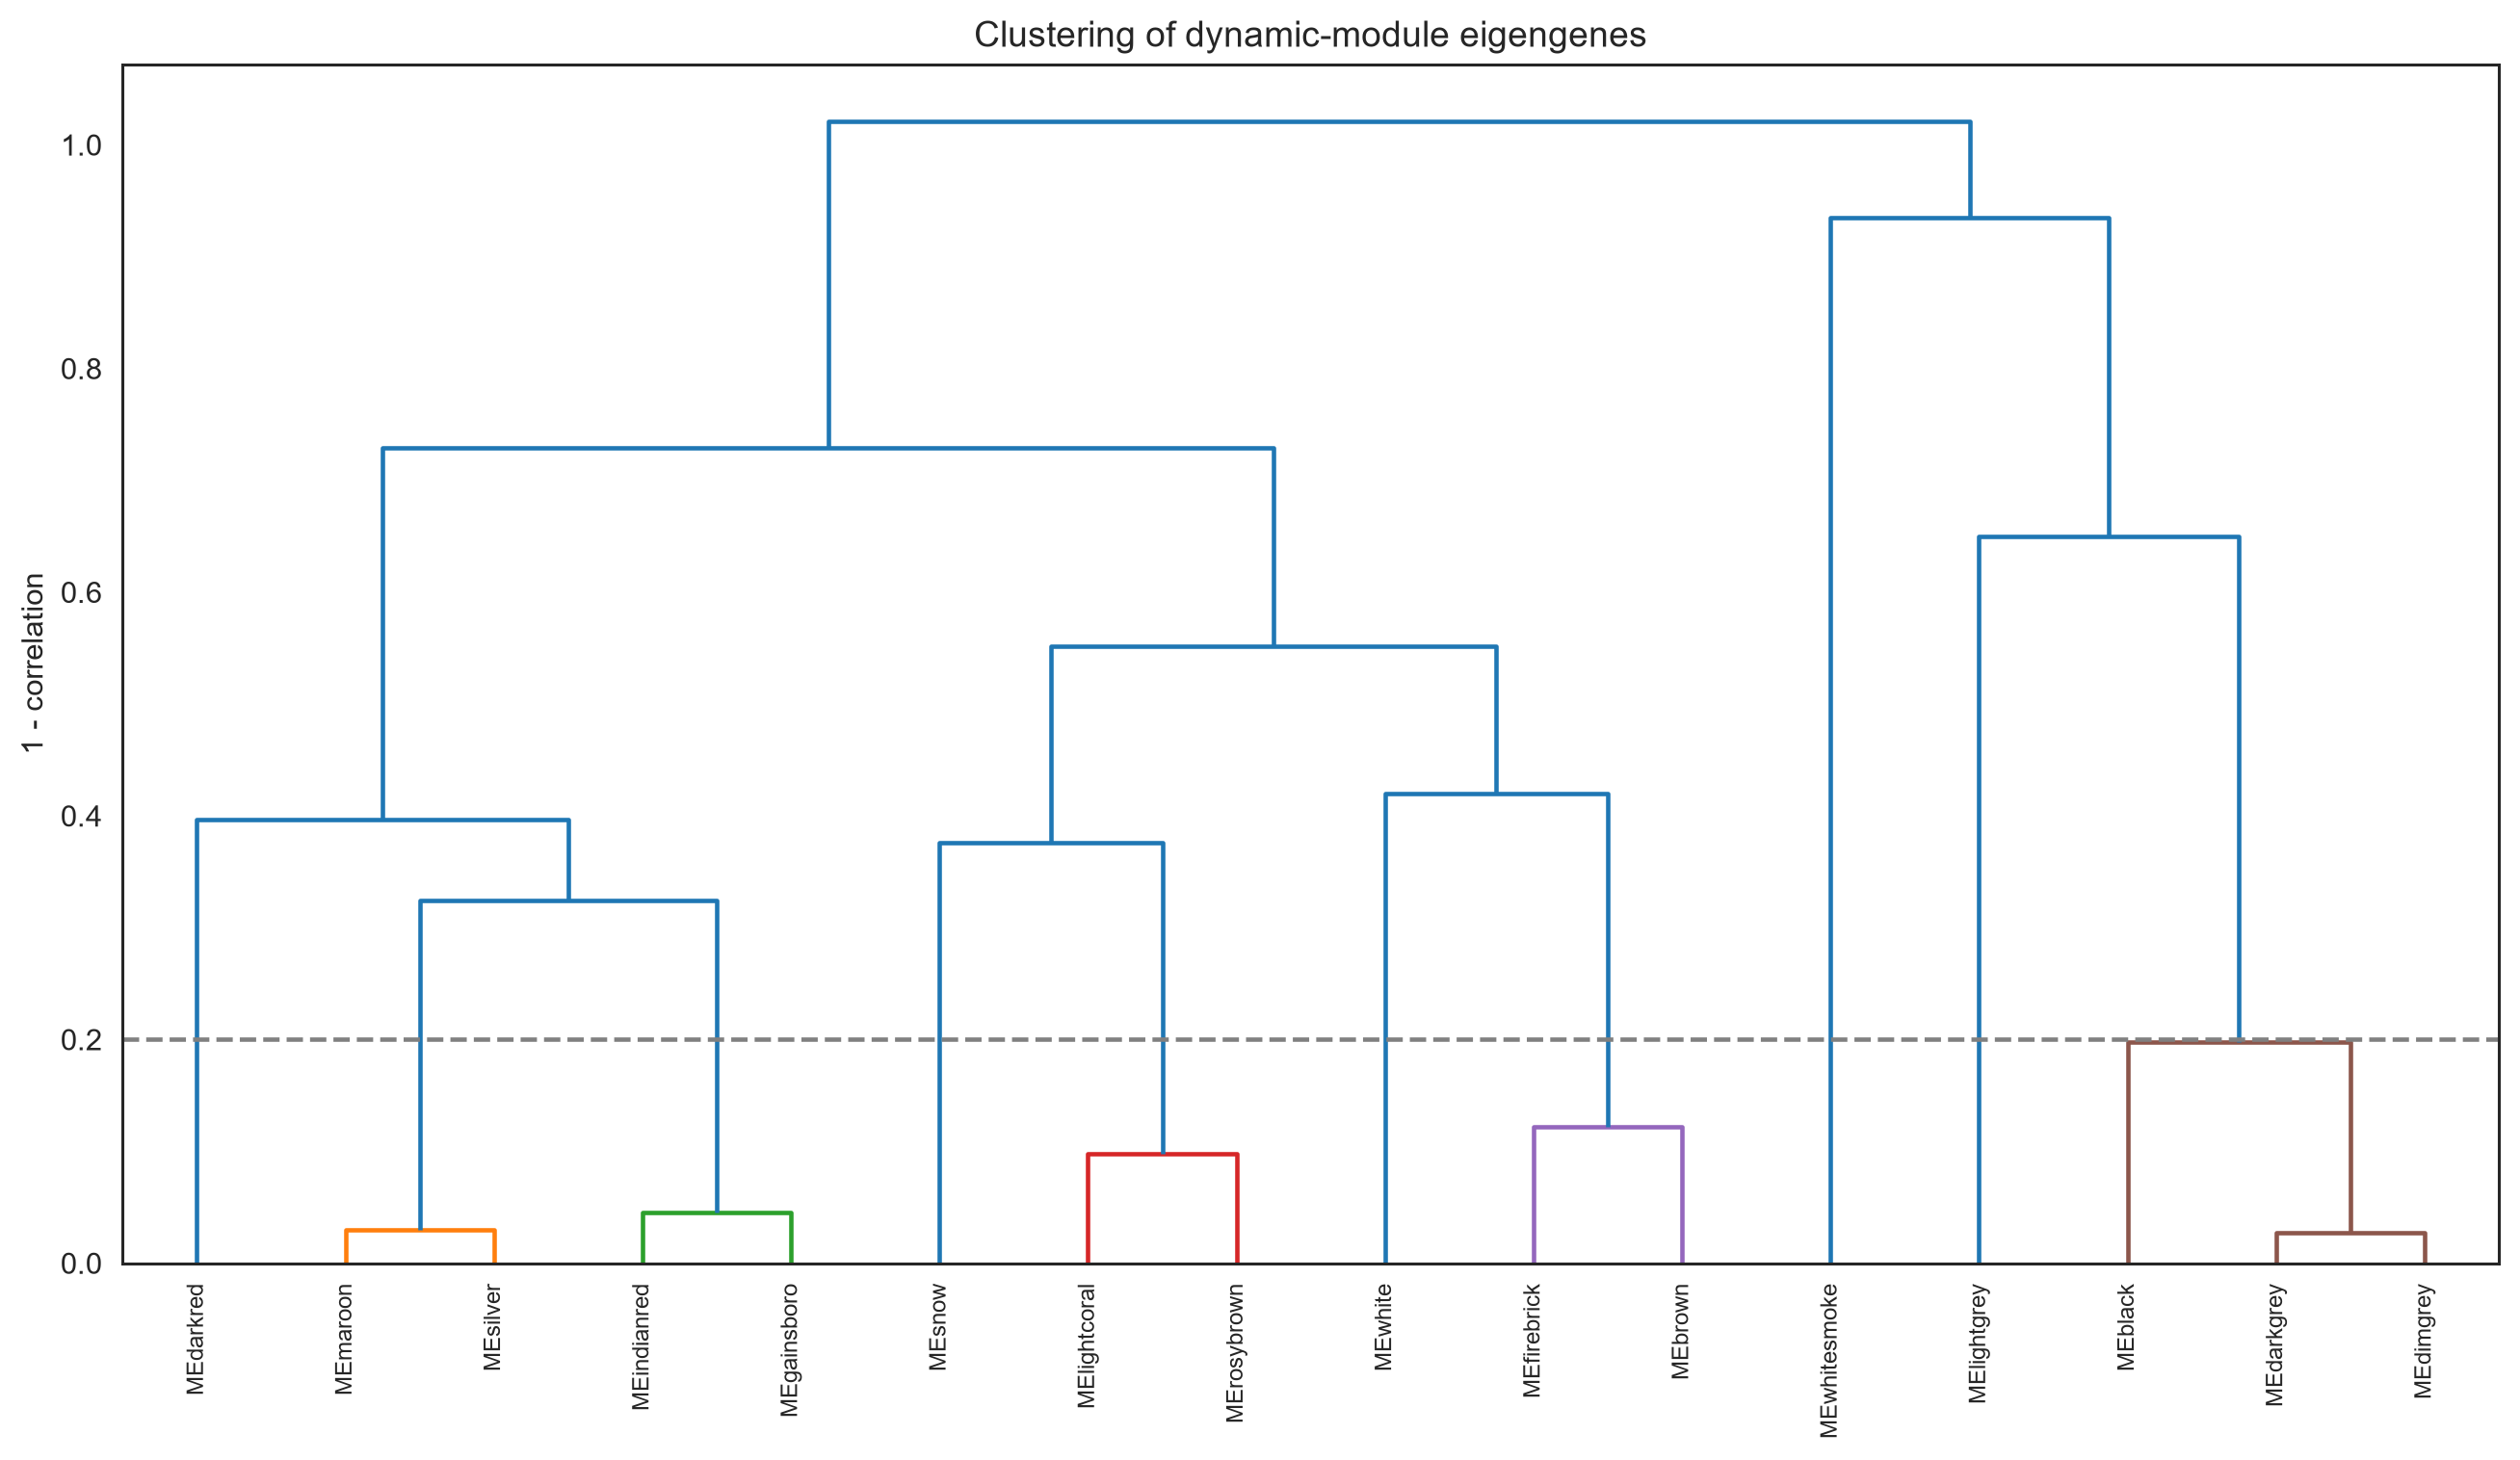 Clustering of dynamic-module eigengenes
1 - correlation
1.0
0.8
0.6
0.4
0.2
0.0
MEdarkred
MEmaroon
MEsilver
MEindianred
MEgainsboro
MEsnow
MElightcoral
MErosybrown
MEwhite
MEfirebrick
MEbrown
MEwhitesmoke
MElightgrey
MEblack
MEdarkgrey
MEdimgrey